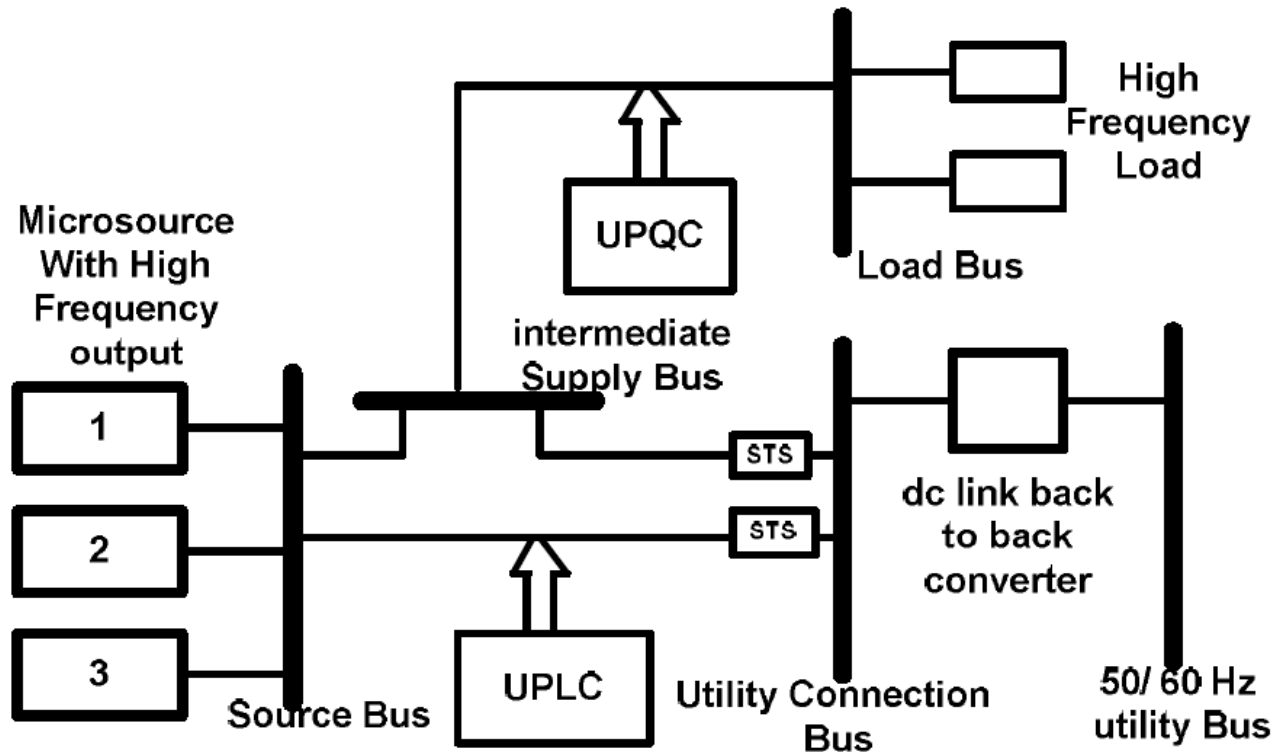 High
Frequency
Load
UPQC
Load Bus
Microsource
With High
Frequency
output
intermediate
Supply Bus
1
STS
dc link back
to back
converter
2
STS
3
UPLC
Source Bus
Utility Connection
Bus
50/ 60 Hz
utility Bus